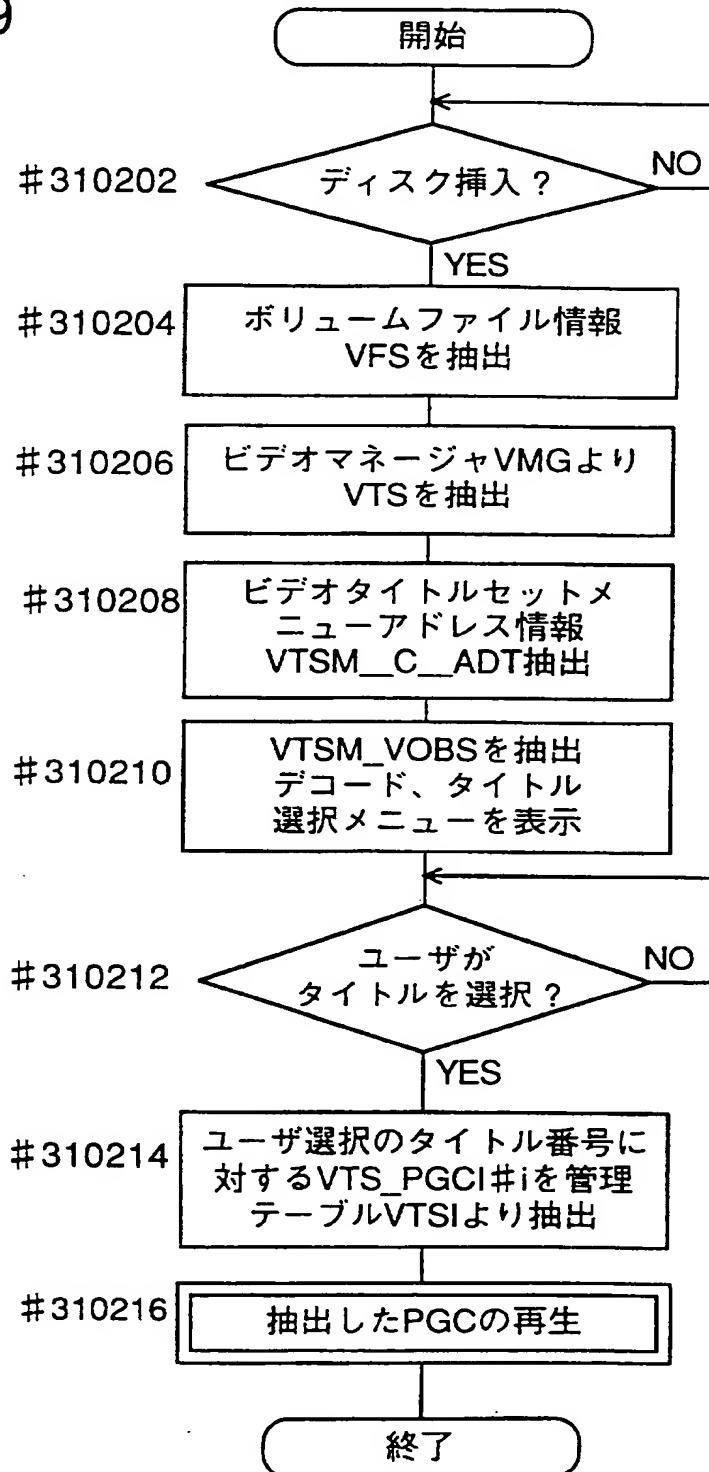 9
開始
#310202
ディスク挿入?
NO
YES
#310204
ボリュームファイル情報
VFSを抽出
#310206
ビデオマネージャVMGより
VTSを抽出
#310208
ビデオタイトルセットメ
ニューアドレス情報
VTSM__C__ADT抽出
#310210
VTSM_VOBSを抽出
デコード、タイトル
選択メニューを表示
#310212
ユーザが
タイトルを選択?
NO
YES
#310214
ユーザ選択のタイトル番号に
対するVTS_PGCI#iを管理
テーブルVTSIより抽出
#310216
抽出したPGCの再生
終了